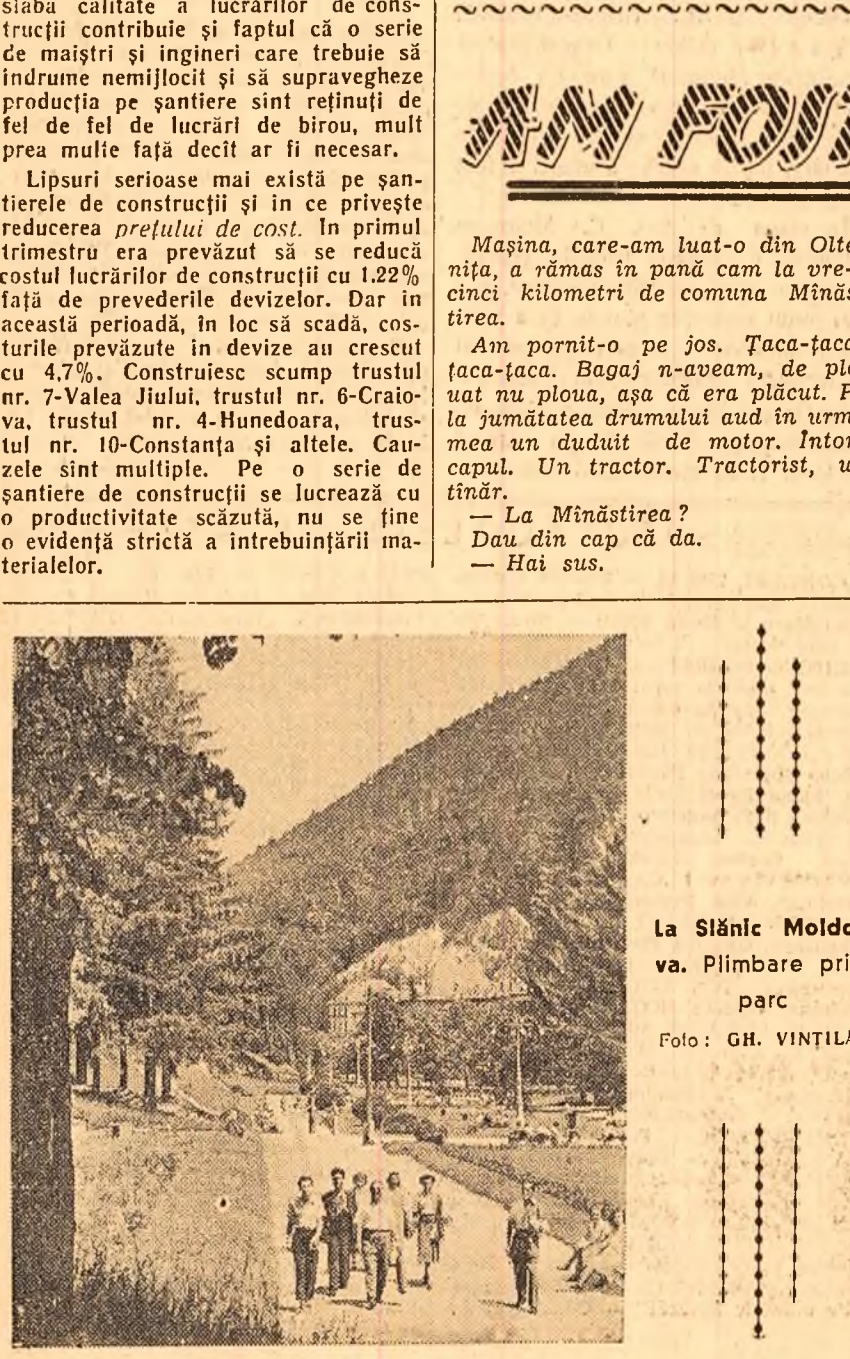 slabă calitate a lucrărilor de cons-
trucții contribuie și faptul că o serie
de maiștri și ingineri care trebuie să
îndrume nemijlocit și să supravegheze
producția pe șantiere sînt reținuți de
fel de fel de lucrări de birou, mult
prea multe față decît ar fi necesar.
Lipsuri serioase mai există pe șan-
tierele de construcții și in ce privește
reducerea prețului de cost. In primul
trimestru era prevăzut să se reducă
costul lucrărilor de construcții cu 1.22%
față de prevederile devizelor. Dar in
această perioadă, în loc să scadă, cos-
turile prevăzute in devize au crescut
cu 4,7%. Construiesc scump trustul
nr. 7-Valea Jiului, trustul nr. 6-Craio-
va, trustul nr. 4-Hunedoara, trus-
tul nr. 10-Constanța și altele. Cau-
zele sînt multiple. Pe o serie de
șantiere de construcții se lucrează cu
o productivitate scăzută, nu se ține
o evidență strictă a intrebuințării ma-
terialelor.
AM FOST
Mașina, care-am luat-o din Olte
nița, a rămas în pană cam la vre-
cinci kilometri de comuna Mînăs
tirea.
Am pornit-o pe jos. Țaca-țaca
țaca-țaca. Bagaj n-aveam, de plo
uat nu ploua, așa că era plăcut. P
la jumătatea drumului aud în urm
mea un duduit de motor. Întor
capul. Un tractor. Tractorist, u
tînăr.
— La Mînăstirea ?
Dau din cap că da.
— Hai sus.
La Slănic Moldo
va. Plimbare pri
parc
Foto : GH. VINTILĂ